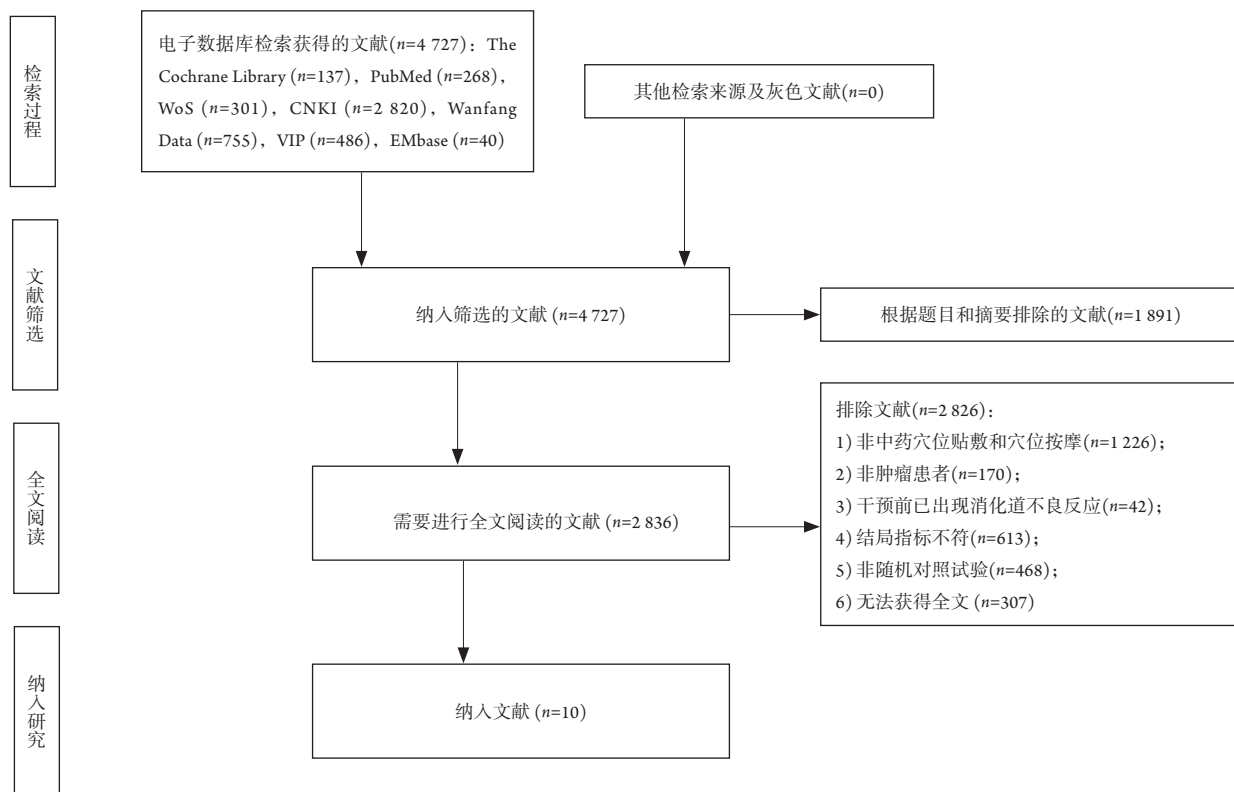 检索过程
电子数据库检索获得的文献(n=4 727)：The
Cochrane Library (n=137)，PubMed (n=268)，
WoS (n=301)，CNKI (n=2 820)，Wanfang
Data (n=755)，VIP (n=486)，EMbase (n=40)
其他检索来源及灰色文献(n=0)
文献筛选
纳入筛选的文献 (n=4 727)
根据题目和摘要排除的文献(n=1 891)
全文阅读
需要进行全文阅读的文献 (n=2 836)
排除文献(n=2 826)：
1) 非中药穴位贴敷和穴位按摩(n=1 226)；
2) 非肿瘤患者(n=170)；
3) 干预前已出现消化道不良反应(n=42)；
4) 结局指标不符(n=613)；
5) 非随机对照试验(n=468)；
6) 无法获得全文 (n=307)
纳入研究
纳入文献 (n=10)